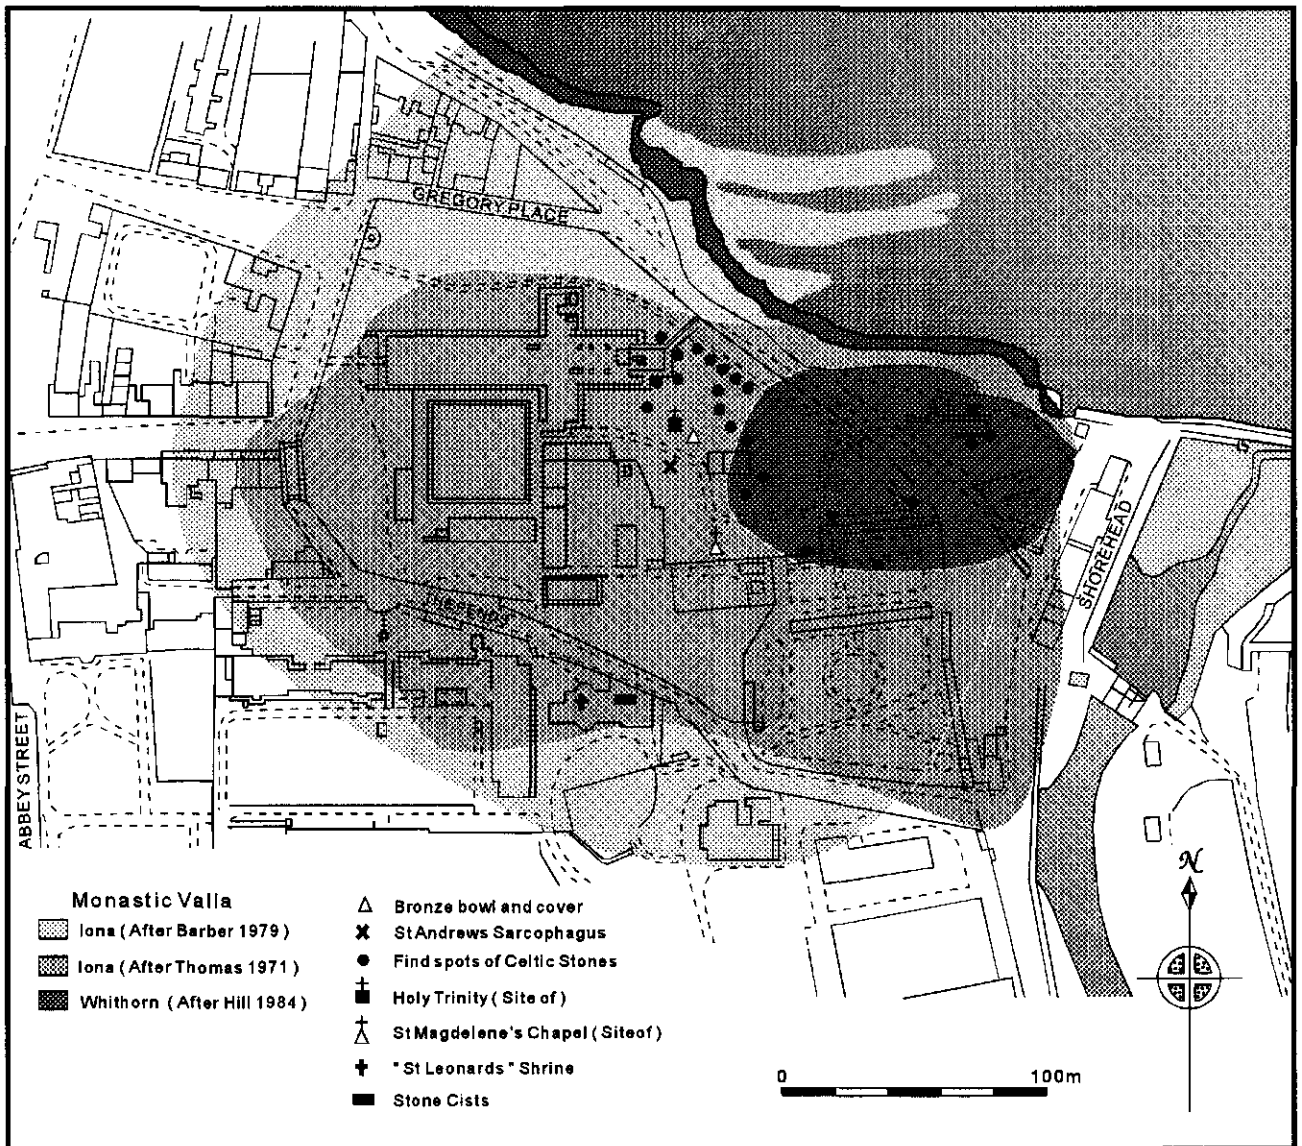 GREGORY PLACE
THE PENDS
SHOREHEAD
ABBEY STREET
N
Monastic Valla
Iona ( After Barber 1979 )
Iona ( After Thomas 1971 )
Whithorn ( After Hill 1984 )
Bronze bowl and cover
St Andrews Sarcophagus
Find spots of Celtic Stones
Holy Trinity ( Site of )
St Magdelene's Chapel ( Siteof )
"St Leonards" Shrine
Stone Cists
0 100m